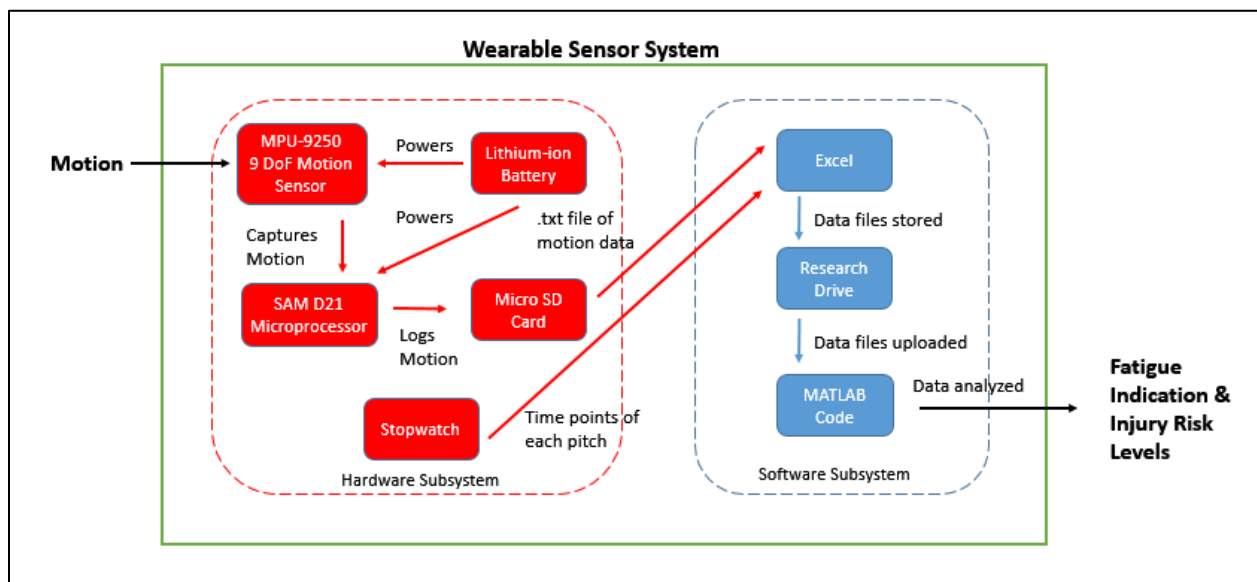 Wearable Sensor System
Motion
MPU-9250
9 DoF Motion
Sensor
Powers
Lithium-ion
Battery
Powers
.txt file of
motion data
Captures
Motion
SAM D21
Microprocessor
Logs
Motion
Micro SD
Card
Stopwatch
Time points of
each pitch
Hardware Subsystem
Excel
Data files stored
Research
Drive
Data files uploaded
MATLAB
Code
Data analyzed
Software Subsystem
Fatigue
Indication &
Injury Risk
Levels